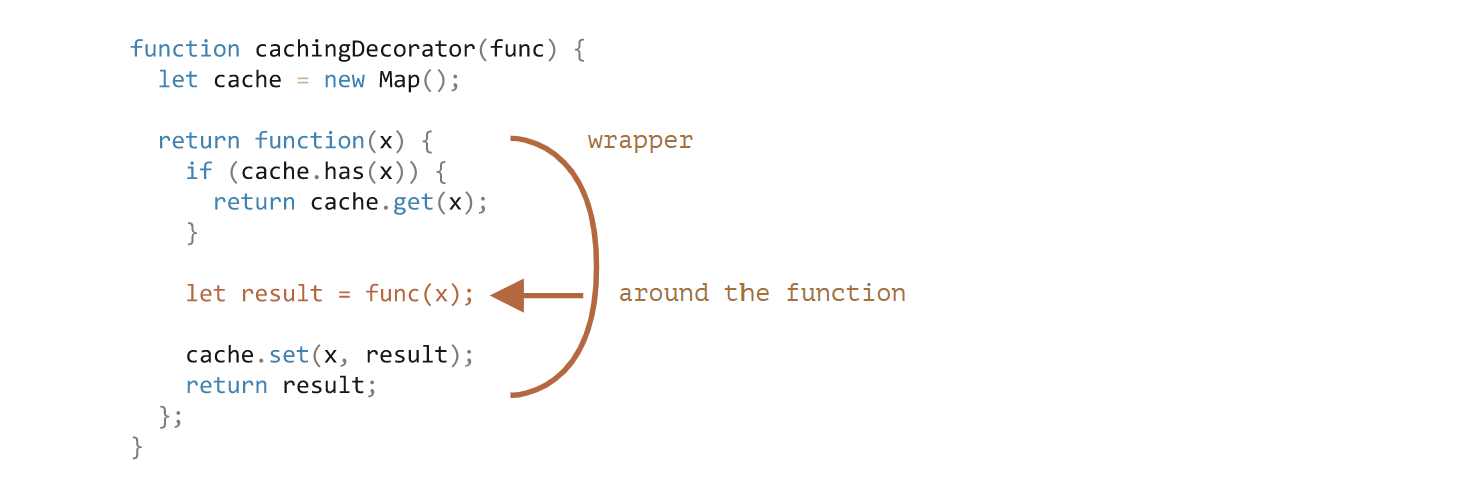 function cachingDecorator(func) {
  let cache = new Map();

  return function(x) {    wrapper
    if (cache.has(x)) {
      return cache.get(x);
    }

    let result = func(x);    around the function

    cache.set(x, result);
    return result;
  };
}